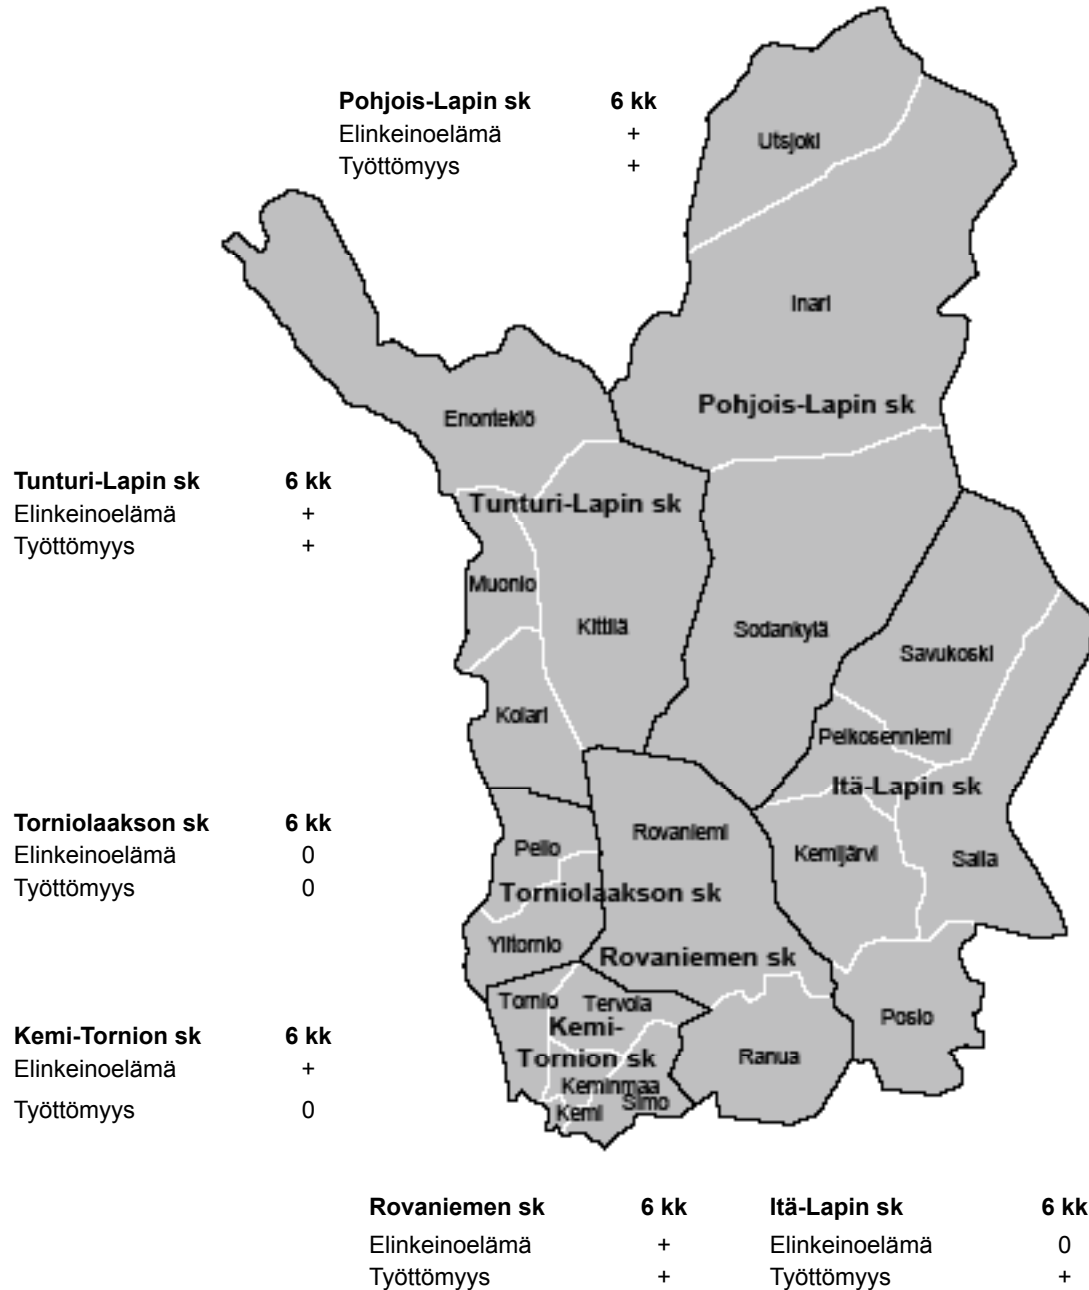 Pohjois-Lapin sk 6 kk
Elinkeinoelämä +
Työttömyys +
Utsjoki
Inari
Pohjois-Lapin sk
Enontekiö
Tunturi-Lapin sk 6 kk
Elinkeinoelämä +
Työttömyys +
Tunturi-Lapin sk
Muonio
Kittilä
Sodankylä
Savukoski
Kolari
Pelkosenniemi
Itä-Lapin sk
Torniolaakson sk 6 kk
Elinkeinoelämä 0
Työttömyys 0
Pello
Rovaniemi
Kemijärvi
Salla
Torniolaakson sk
Ylitornio
Rovaniemen sk
Tornio
Tervola
Posio
Kemi-Tornion sk 6 kk
Elinkeinoelämä +
Työttömyys 0
Kemi-
Tornion sk
Ranua
Keminmaa
Simo
Kemi
Rovaniemen sk 6 kk
Elinkeinoelämä +
Työttömyys +
Itä-Lapin sk 6 kk
Elinkeinoelämä 0
Työttömyys +